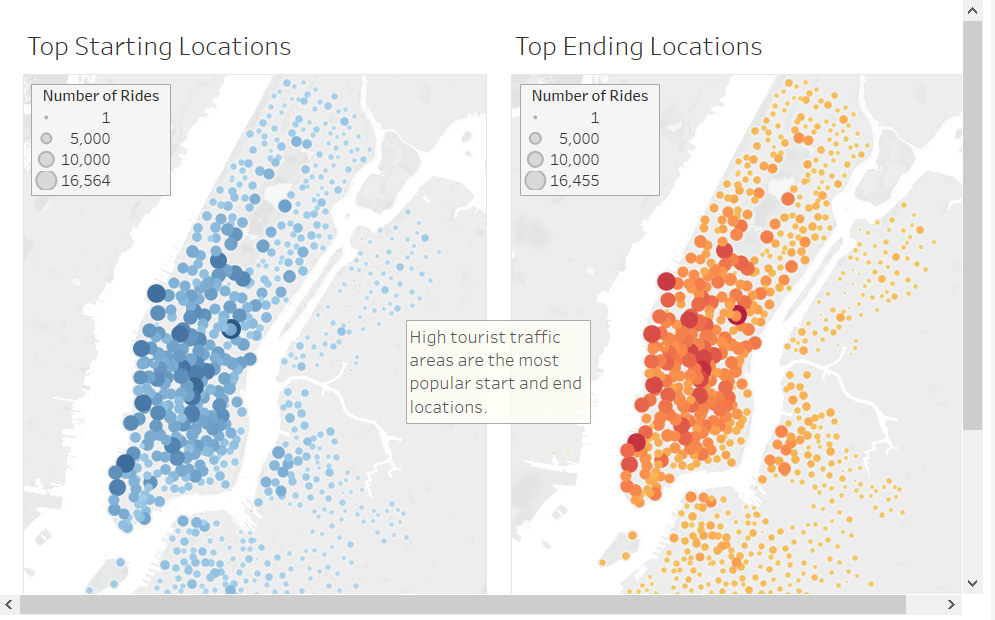 Top Starting Locations
Number of Rides
1
5,000
10,000
16,564
Top Ending Locations
Number of Rides
1
5,000
10,000
16,455
High tourist traffic
areas are the most
popular start and end
locations.